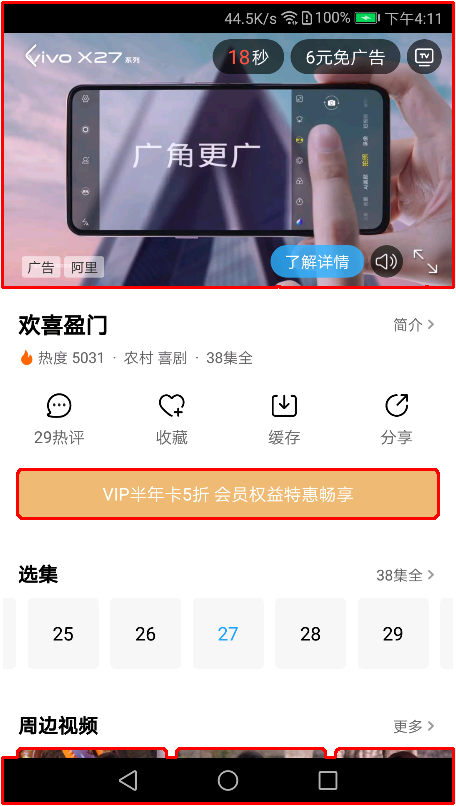 44.5K/s 100% 下午4:11
vivo X27 系列 18秒 6元免广告 TV
广角更广
广告 阿里 了解详情
欢喜盈门 简介
热度 5031 · 农村 喜剧 · 38集全
29热评 收藏 缓存 分享
VIP半年卡5折 会员权益特惠畅享
选集 38集全
25 26 27 28 29
周边视频 更多